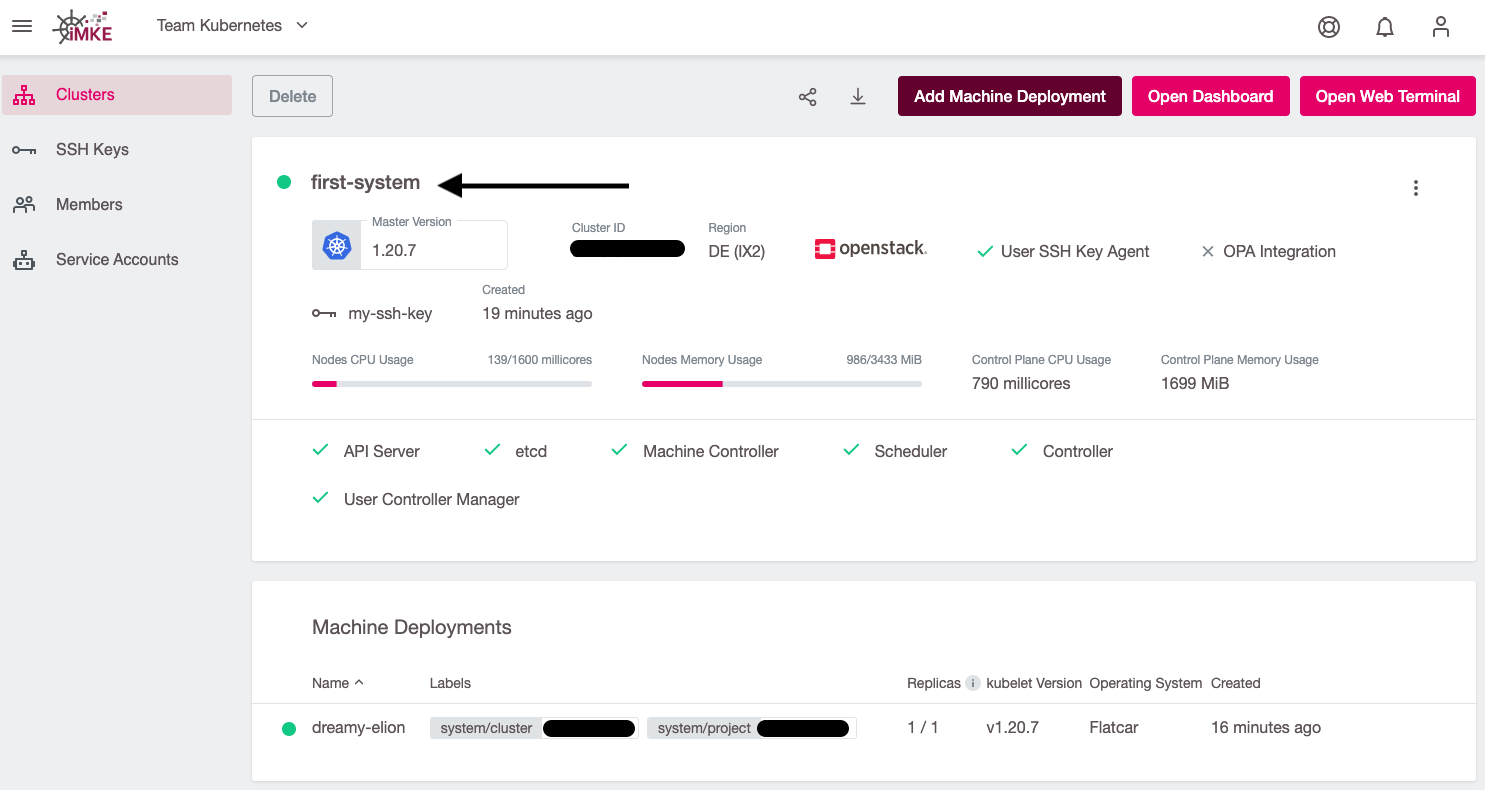 iMKE
Team Kubernetes
Clusters
SSH Keys
Members
Service Accounts
Delete
Add Machine Deployment
Open Dashboard
Open Web Terminal
first-system
Master Version
1.20.7
Cluster ID
Region
DE (IX2)
openstack.
User SSH Key Agent
OPA Integration
my-ssh-key
Created
19 minutes ago
Nodes CPU Usage 139/1600 millicores
Nodes Memory Usage 986/3433 MiB
Control Plane CPU Usage
790 millicores
Control Plane Memory Usage
1699 MiB
API Server
etcd
Machine Controller
Scheduler
Controller
User Controller Manager
Machine Deployments
Name Labels Replicas i kubelet Version Operating System Created
dreamy-elion system/cluster system/project 1 / 1 v1.20.7 Flatcar 16 minutes ago